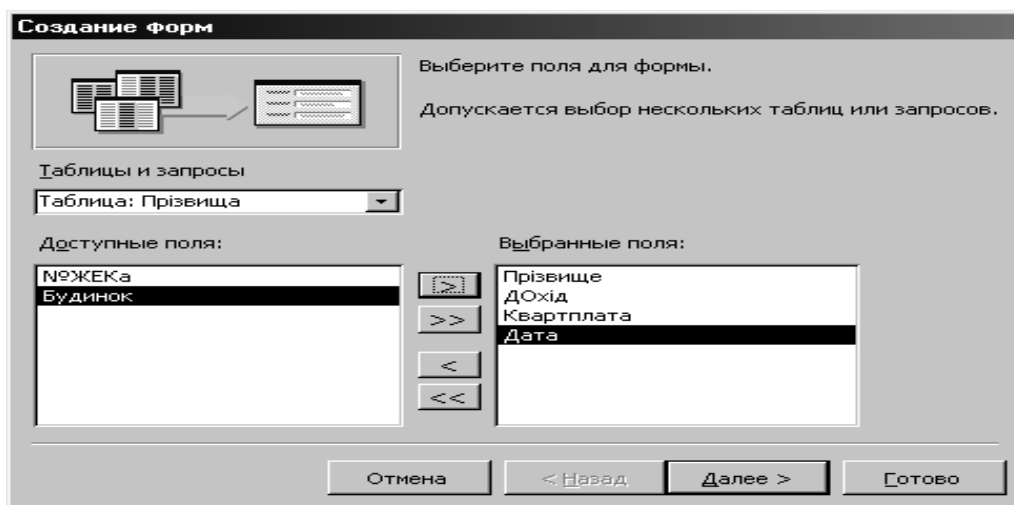 Создание форм
Выберите поля для формы.
Допускается выбор нескольких таблиц или запросов.
Таблицы и запросы
Таблица: Прізвища
Доступные поля:
Выбранные поля:
№ЖЕКа
Будинок
>
>>
<
<<
Прізвище
ДОхід
Квартплата
Дата
Отмена
< Назад
Далее >
Готово